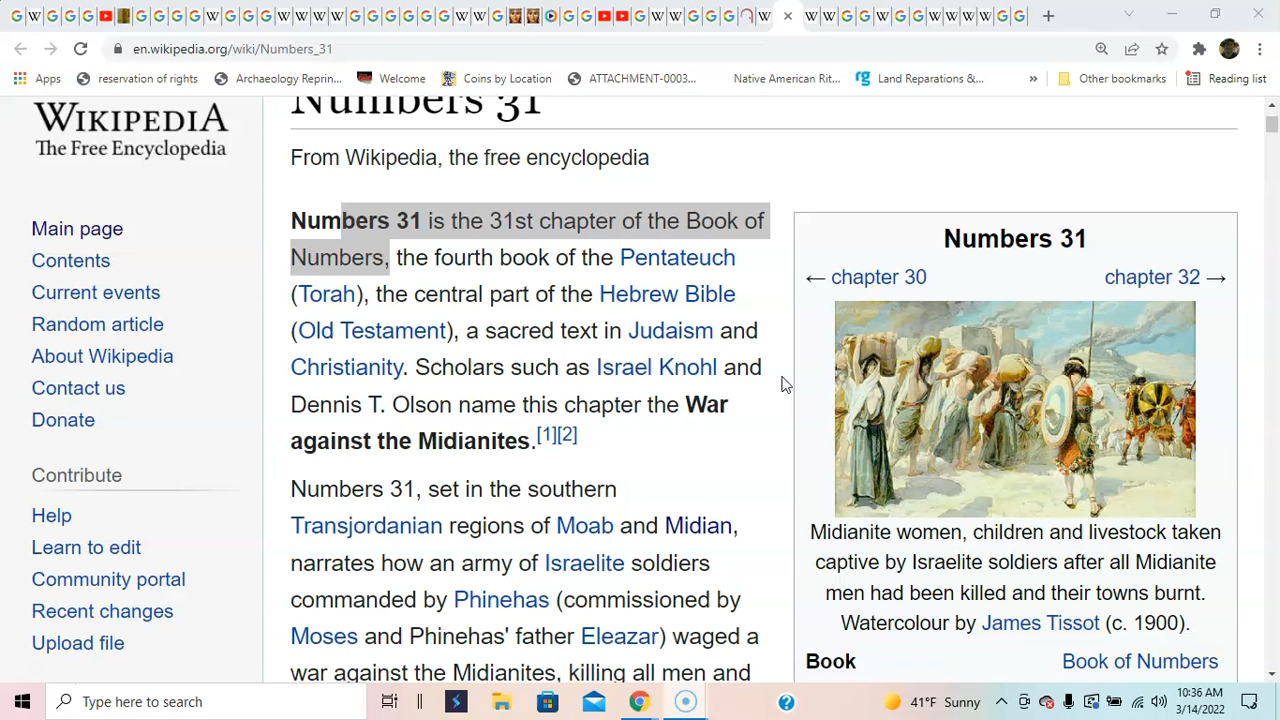 en.wikipedia.org/wiki/Numbers_31
Apps
reservation of rights
Archaeology Reprin...
Welcome
Coins by Location
ATTACHMENT-0003...
Native American Rit...
Land Reparations &...
»
Other bookmarks
Reading list
WIKIPEDIA
The Free Encyclopedia
Main page
Contents
Current events
Random article
About Wikipedia
Contact us
Donate
Contribute
Help
Learn to edit
Community portal
Recent changes
Upload file
Numbers 31
From Wikipedia, the free encyclopedia
Numbers 31 is the 31st chapter of the Book of
Numbers, the fourth book of the Pentateuch
(Torah), the central part of the Hebrew Bible
(Old Testament), a sacred text in Judaism and
Christianity. Scholars such as Israel Knohl and
Dennis T. Olson name this chapter the War
against the Midianites.[1][2]
Numbers 31, set in the southern
Transjordanian regions of Moab and Midian,
narrates how an army of Israelite soldiers
commanded by Phinehas (commissioned by
Moses and Phinehas' father Eleazar) waged a
war against the Midianites, killing all men and
Numbers 31
← chapter 30
chapter 32 →
Midianite women, children and livestock taken
captive by Israelite soldiers after all Midianite
men had been killed and their towns burnt.
Watercolour by James Tissot (c. 1900).
Book
Book of Numbers
Type here to search
41°F Sunny
10:36 AM
3/14/2022